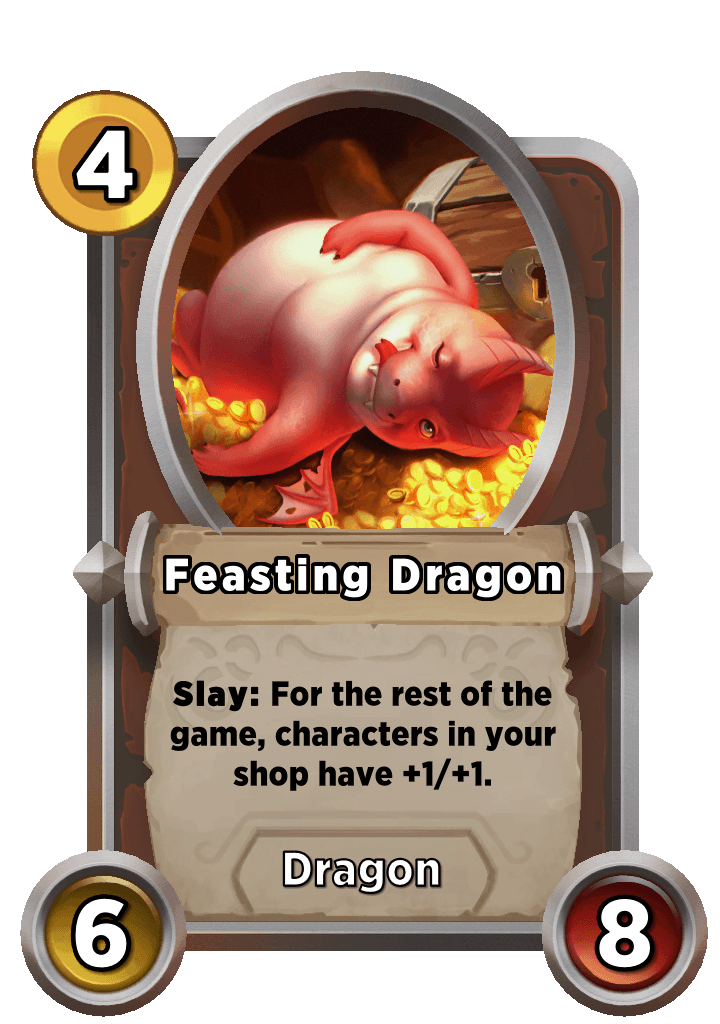 4
Feasting Dragon
Slay: For the rest of the
game, characters in your
shop have +1/+1.
Dragon
6
8